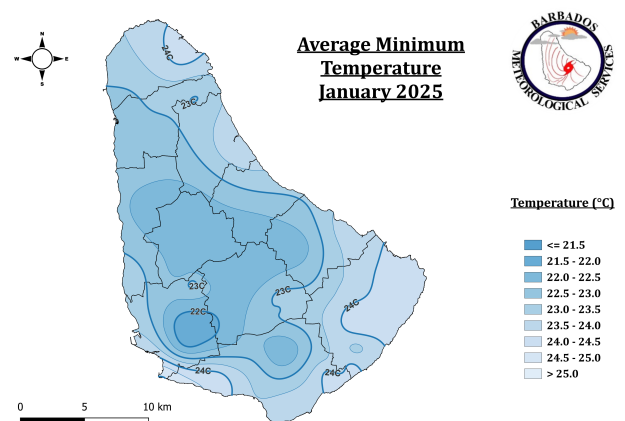 Average Minimum
Temperature
January 2025
BARBADOS
METEOROLOGICAL SERVICES
N
W
E
S
24C
23C
23C
22C
23C
24C
24C
24C
Temperature (°C)
<= 21.5
21.5 - 22.0
22.0 - 22.5
22.5 - 23.0
23.0 - 23.5
23.5 - 24.0
24.0 - 24.5
24.5 - 25.0
> 25.0
0 5 10 km